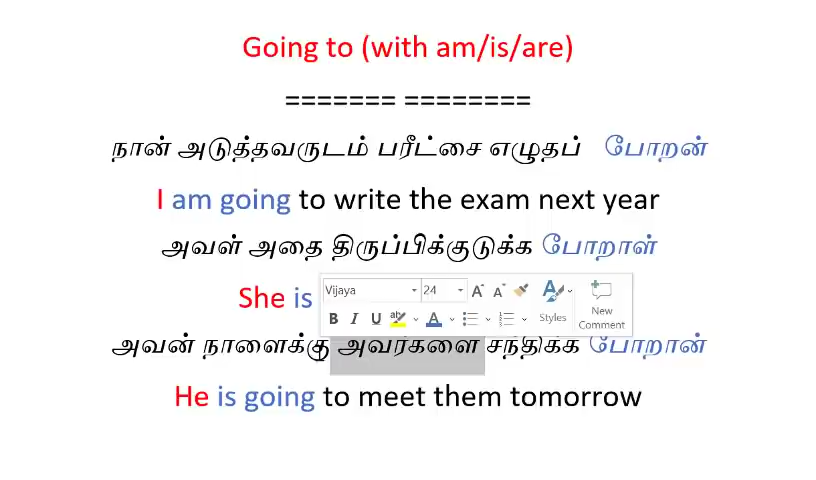 Going to (with am/is/are)
======= ========
நான் அடுத்தவருடம் பரீட்சை எழுதப் போறன்
I am going to write the exam next year
அவள் அதை திருப்பிக்குடுக்க போறாள்
She is
Vijaya 24
New Comment
B I U Styles
அவன் நாளைக்கு அவர்களை சந்திக்க போறான்
He is going to meet them tomorrow